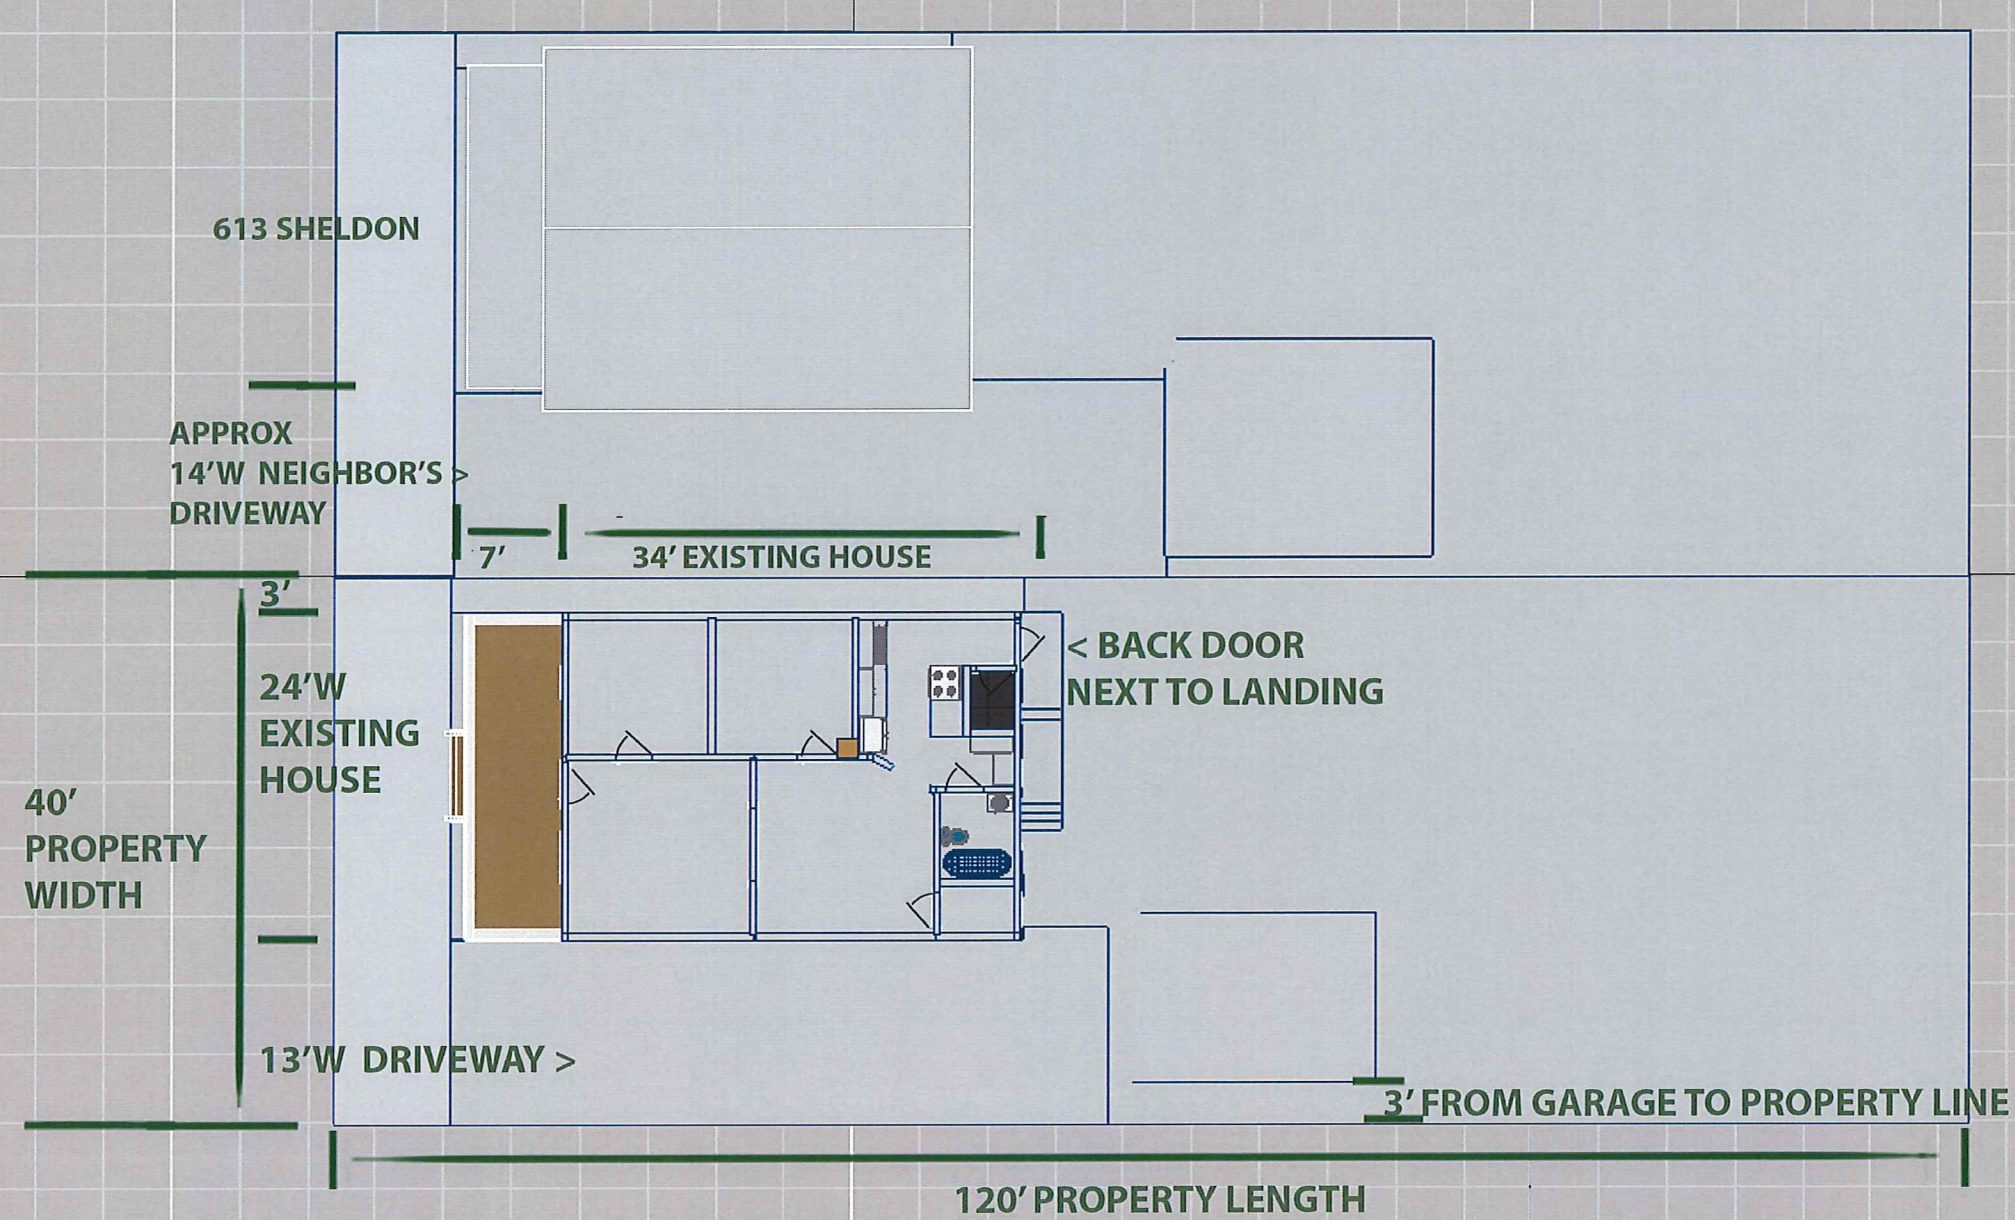 613 SHELDON
APPROX
14'W NEIGHBOR'S >
DRIVEWAY
7'
34' EXISTING HOUSE
3'
< BACK DOOR
NEXT TO LANDING
24'W
EXISTING
HOUSE
40'
PROPERTY
WIDTH
13'W DRIVEWAY >
3' FROM GARAGE TO PROPERTY LINE
120' PROPERTY LENGTH